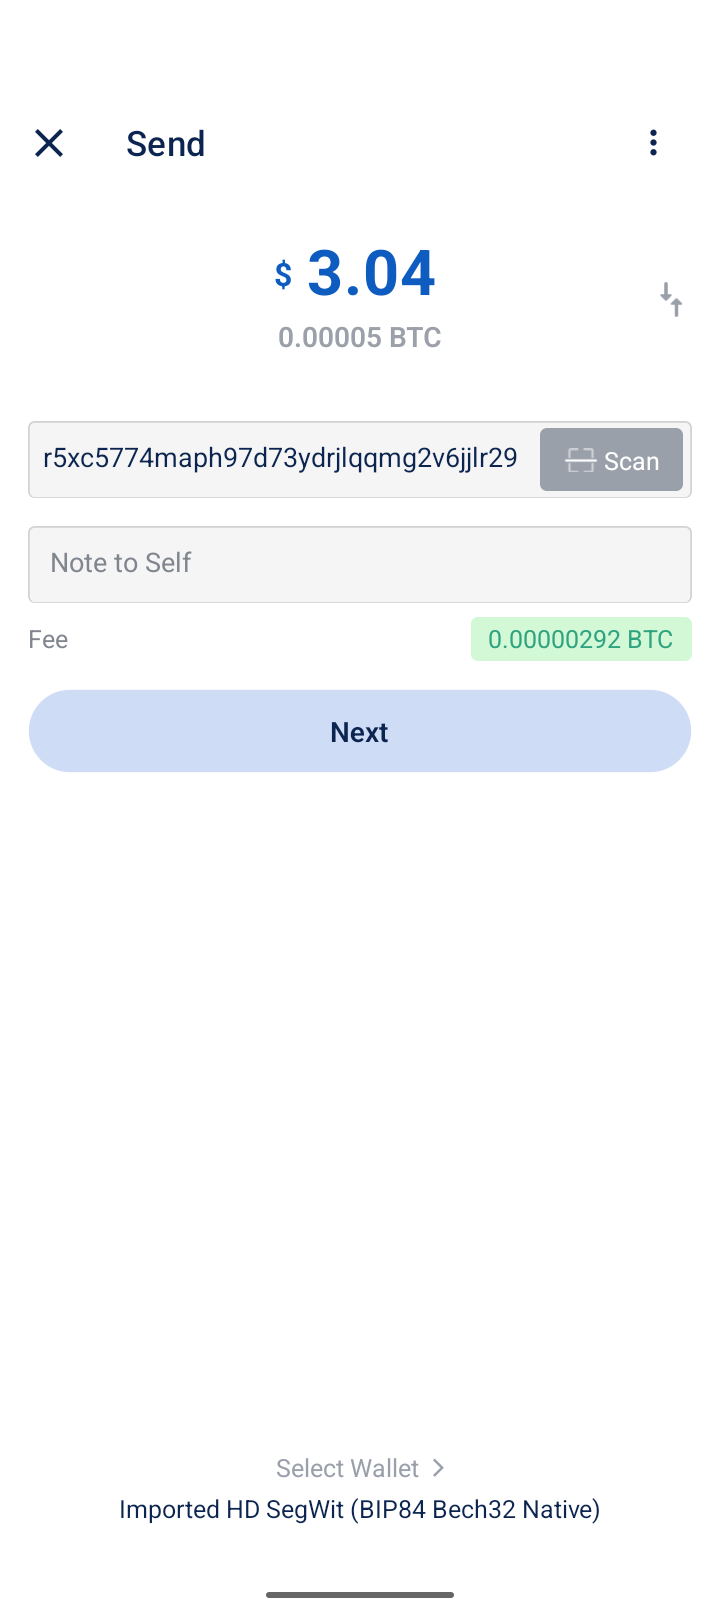 Send
$ 3.04
0.00005 BTC
r5xc5774maph97d73ydrjlqqmg2v6jjlr29
Scan
Note to Self
Fee
0.00000292 BTC
Next
Select Wallet
Imported HD SegWit (BIP84 Bech32 Native)